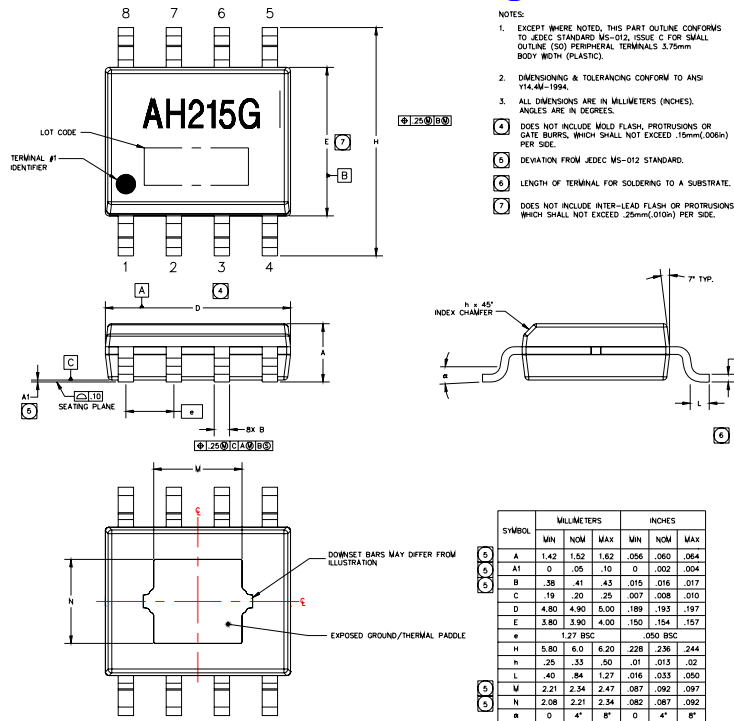 8 7 6 5
AH215G
LOT CODE
TERMINAL #1
IDENTIFIER
E 7
B
H
⌖ .25Ⓜ BⓂ
1 2 3 4
NOTES:
1. EXCEPT WHERE NOTED, THIS PART OUTLINE CONFORMS
TO JEDEC STANDARD MS-012, ISSUE C FOR SMALL
OUTLINE (SO) PERIPHERAL TERMINALS 3.75mm
BODY WIDTH (PLASTIC).
2. DIMENSIONING & TOLERANCING CONFORM TO ANSI
Y14.4M-1994.
3. ALL DIMENSIONS ARE IN MILLIMETERS (INCHES).
ANGLES ARE IN DEGREES.
4 DOES NOT INCLUDE MOLD FLASH, PROTRUSIONS OR
GATE BURRS, WHICH SHALL NOT EXCEED .15mm(.006in)
PER SIDE.
5 DEVIATION FROM JEDEC MS-012 STANDARD.
6 LENGTH OF TERMINAL FOR SOLDERING TO A SUBSTRATE.
7 DOES NOT INCLUDE INTER-LEAD FLASH OR PROTRUSIONS
WHICH SHALL NOT EXCEED .25mm(.010in) PER SIDE.
A
4
D
C
A
A1
5
⌓ .10
SEATING PLANE
e
8X B
⌖ .25Ⓜ C AⓂ BⓈ
7° TYP.
h x 45°
INDEX CHAMFER
α
L
6
M
℄
DOWNSET BARS MAY DIFFER FROM
ILLUSTRATION
℄
N
EXPOSED GROUND/THERMAL PADDLE
SYMBOL MILLIMETERS INCHES
MIN NOM MAX MIN NOM MAX
5 A 1.42 1.52 1.62 .056 .060 .064
5 A1 0 .05 .10 0 .002 .004
5 B .38 .41 .43 .015 .016 .017
C .19 .20 .25 .007 .008 .010
D 4.80 4.90 5.00 .189 .193 .197
E 3.80 3.90 4.00 .150 .154 .157
e 1.27 BSC .050 BSC
H 5.80 6.0 6.20 .228 .236 .244
h .25 .33 .50 .01 .013 .02
L .40 .84 1.27 .016 .033 .050
5 M 2.21 2.34 2.47 .087 .092 .097
5 N 2.08 2.21 2.34 .082 .087 .092
α 0 4° 8° 0 4° 8°